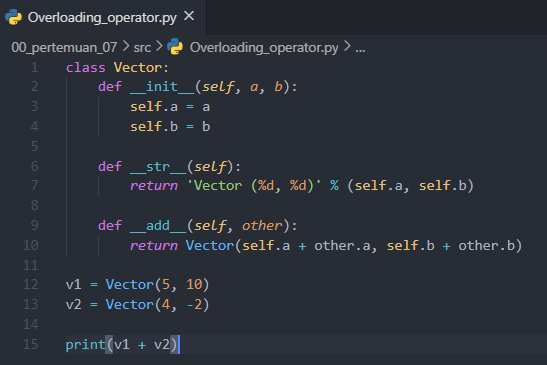 Overloading_operator.py ×
00_pertemuan_07 > src > Overloading_operator.py > ...
1 class Vector:
2     def __init__(self, a, b):
3         self.a = a
4         self.b = b
5
6     def __str__(self):
7         return 'Vector (%d, %d)' % (self.a, self.b)
8
9     def __add__(self, other):
10         return Vector(self.a + other.a, self.b + other.b)
11
12 v1 = Vector(5, 10)
13 v2 = Vector(4, -2)
14
15 print(v1 + v2)